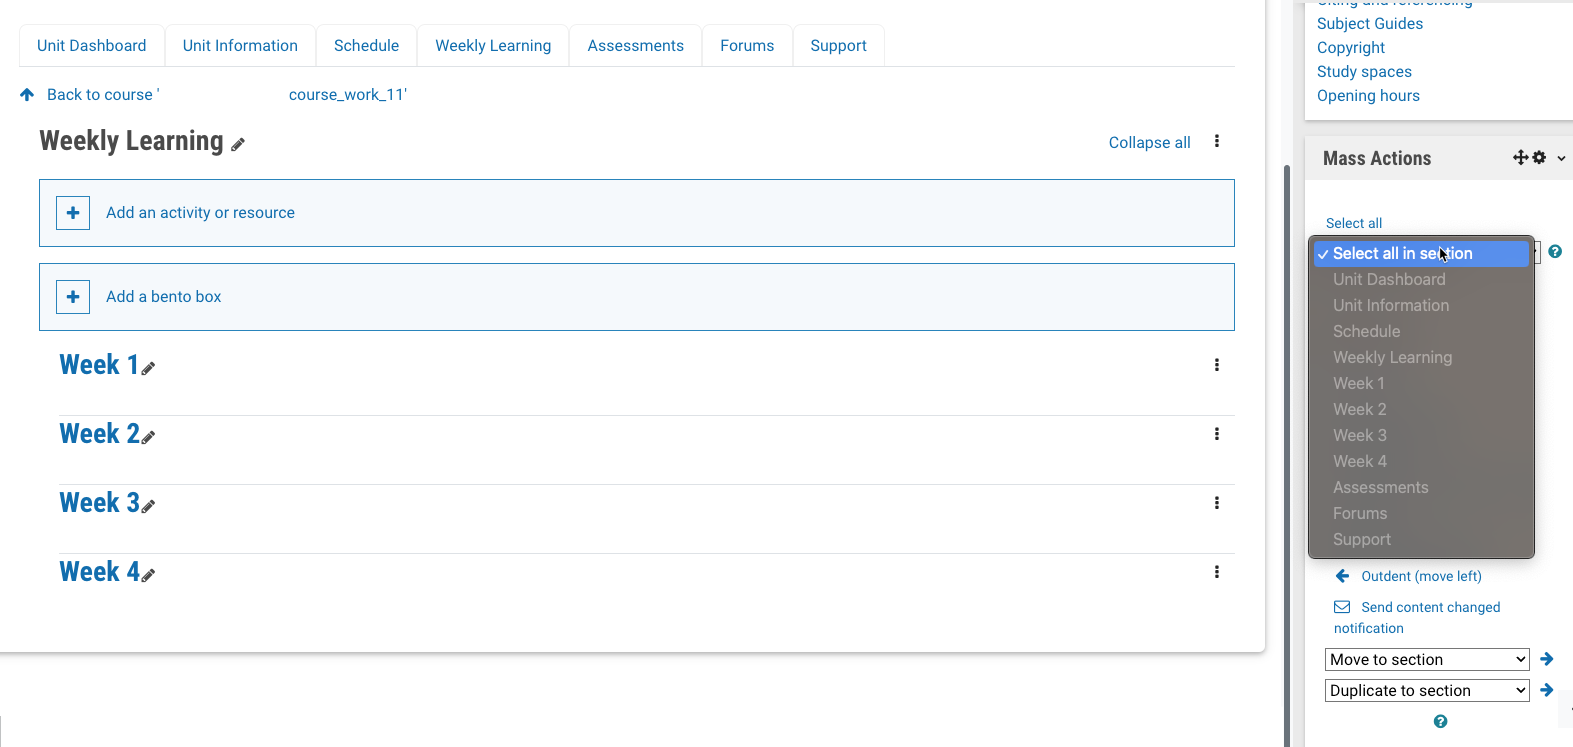 Unit Dashboard
Unit Information
Schedule
Weekly Learning
Assessments
Forums
Support
Back to course ' course_work_11'
Weekly Learning
Collapse all
Add an activity or resource
Add a bento box
Week 1
Week 2
Week 3
Week 4
Citing and referencing
Subject Guides
Copyright
Study spaces
Opening hours
Mass Actions
Select all
Select all in section
Unit Dashboard
Unit Information
Schedule
Weekly Learning
Week 1
Week 2
Week 3
Week 4
Assessments
Forums
Support
Outdent (move left)
Send content changed
notification
Move to section
Duplicate to section